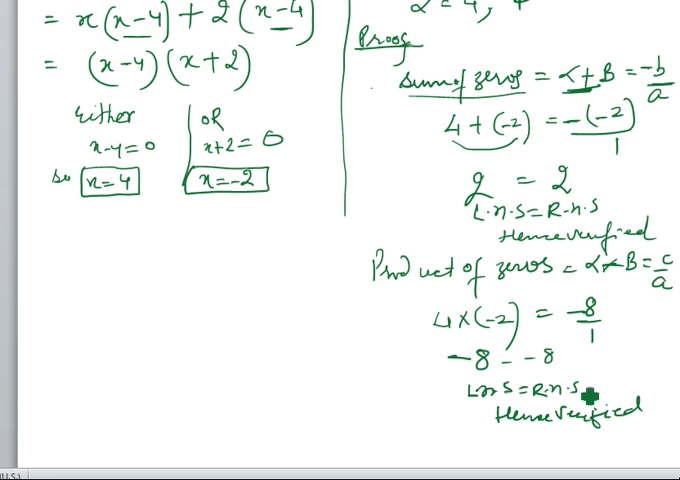 = x(x-4) + 2(x-4)
= (x-4)(x+2)
Either
x-4=0
so x=4
OR
x+2=0
x=-2
α = 4,
Proof
Sum of zeros = α+B = -b/a
4+(-2) = -(-2)/1
2 = 2
L.H.S=R.H.S
Hence verified
Product of zeros = α×B = c/a
4×(-2) = -8/1
-8 = -8
L.H.S=R.H.S
Hence verified
(U.S.)